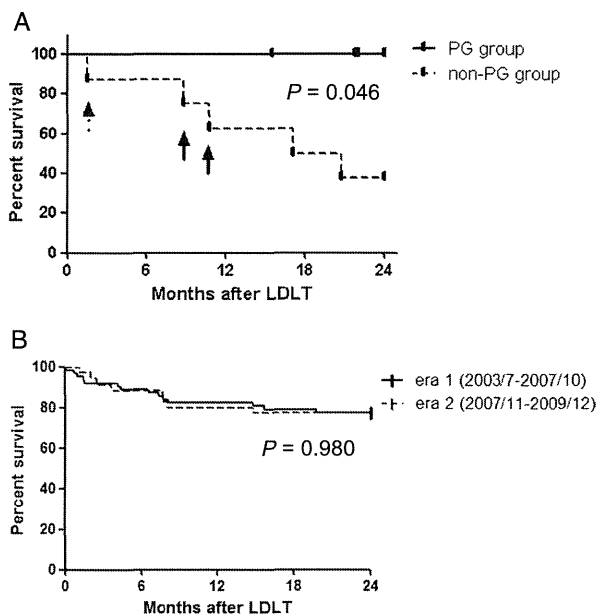 A
Percent survival
100
80
60
40
20
0
0 6 12 18 24
Months after LDLT
P = 0.046
PG group
non-PG group
B
Percent survival
100
80
60
40
20
0
0 6 12 18 24
Months after LDLT
P = 0.980
era 1 (2003/7-2007/10)
era 2 (2007/11-2009/12)